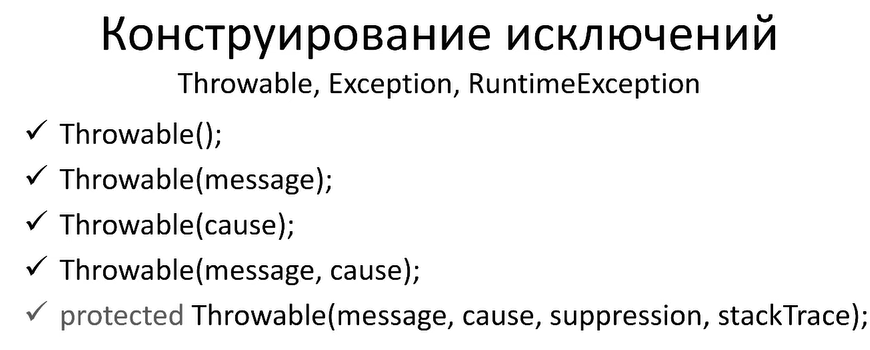 Конструирование исключений
Throwable, Exception, RuntimeException
✓ Throwable();
✓ Throwable(message);
✓ Throwable(cause);
✓ Throwable(message, cause);
✓ protected Throwable(message, cause, suppression, stackTrace);